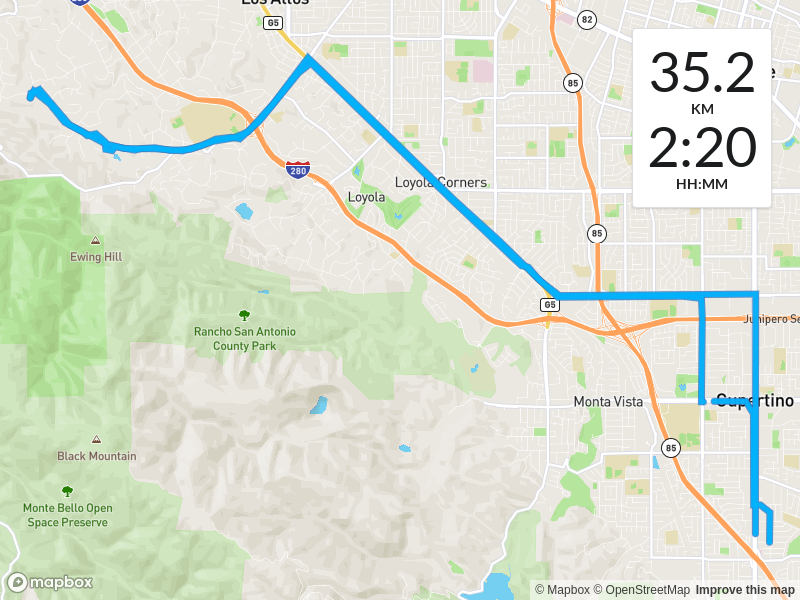 Los Altos
G5
82
85
35.2
KM
2:20
HH:MM
280
Loyola Corners
Loyola
85
Ewing Hill
G5
Junipero Se
Rancho San Antonio
County Park
Monta Vista
Cupertino
85
Black Mountain
Monte Bello Open
Space Preserve
mapbox
© Mapbox © OpenStreetMap Improve this map